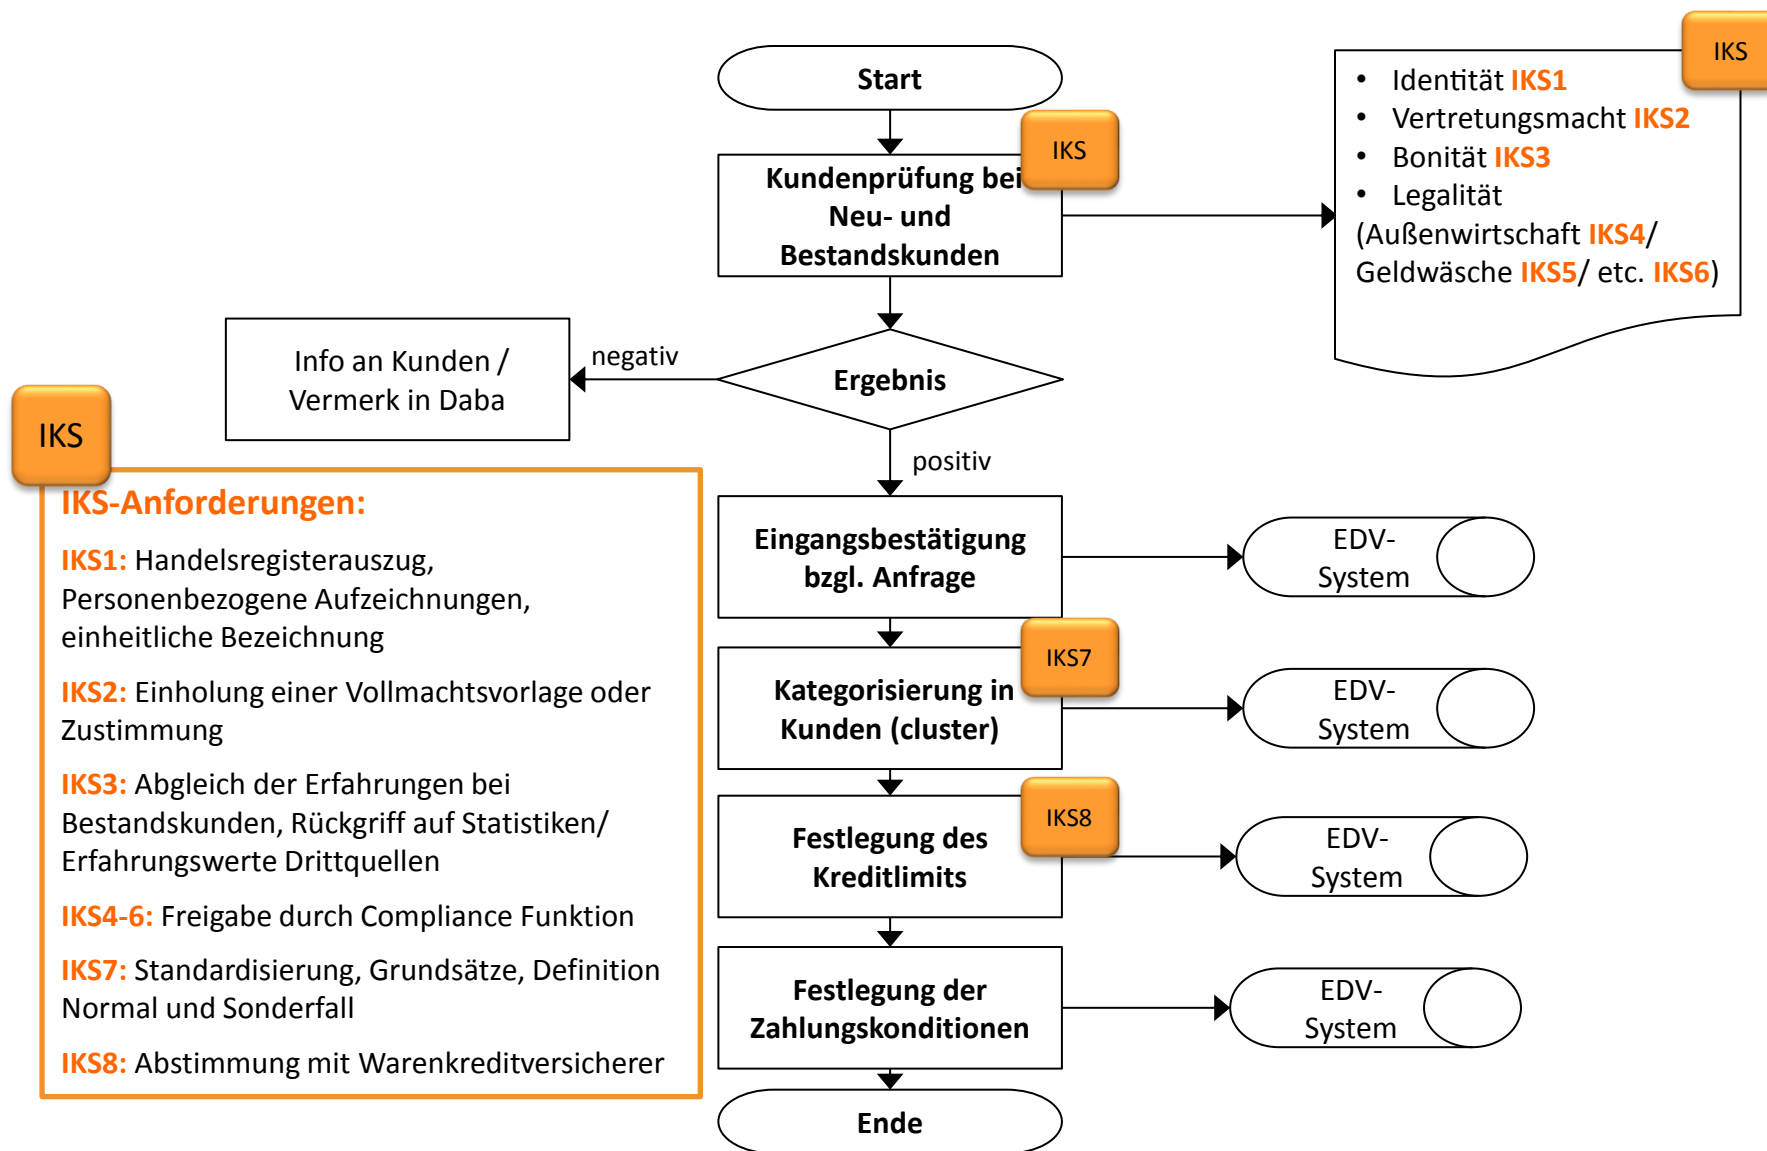 Start
IKS
Kundenprüfung bei
Neu- und
Bestandskunden
IKS
• Identität IKS1
• Vertretungsmacht IKS2
• Bonität IKS3
• Legalität
(Außenwirtschaft IKS4/
Geldwäsche IKS5/ etc. IKS6)
Ergebnis
negativ
Info an Kunden /
Vermerk in Daba
positiv
Eingangsbestätigung
bzgl. Anfrage
EDV-
System
IKS7
Kategorisierung in
Kunden (cluster)
EDV-
System
IKS8
Festlegung des
Kreditlimits
EDV-
System
Festlegung der
Zahlungskonditionen
EDV-
System
Ende
IKS
IKS-Anforderungen:
IKS1: Handelsregisterauszug,
Personenbezogene Aufzeichnungen,
einheitliche Bezeichnung
IKS2: Einholung einer Vollmachtsvorlage oder
Zustimmung
IKS3: Abgleich der Erfahrungen bei
Bestandskunden, Rückgriff auf Statistiken/
Erfahrungswerte Drittquellen
IKS4-6: Freigabe durch Compliance Funktion
IKS7: Standardisierung, Grundsätze, Definition
Normal und Sonderfall
IKS8: Abstimmung mit Warenkreditversicherer